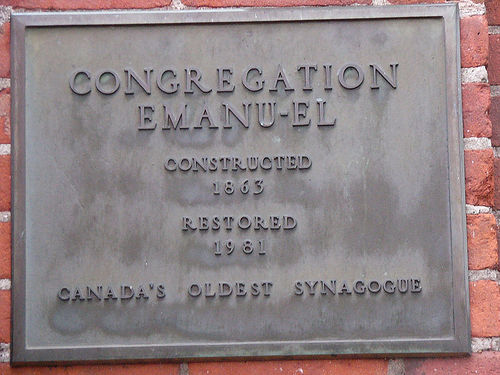 CONGREGATION
EMANU-EL
CONSTRUCTED
1863
RESTORED
1981
CANADA'S OLDEST SYNAGOGUE